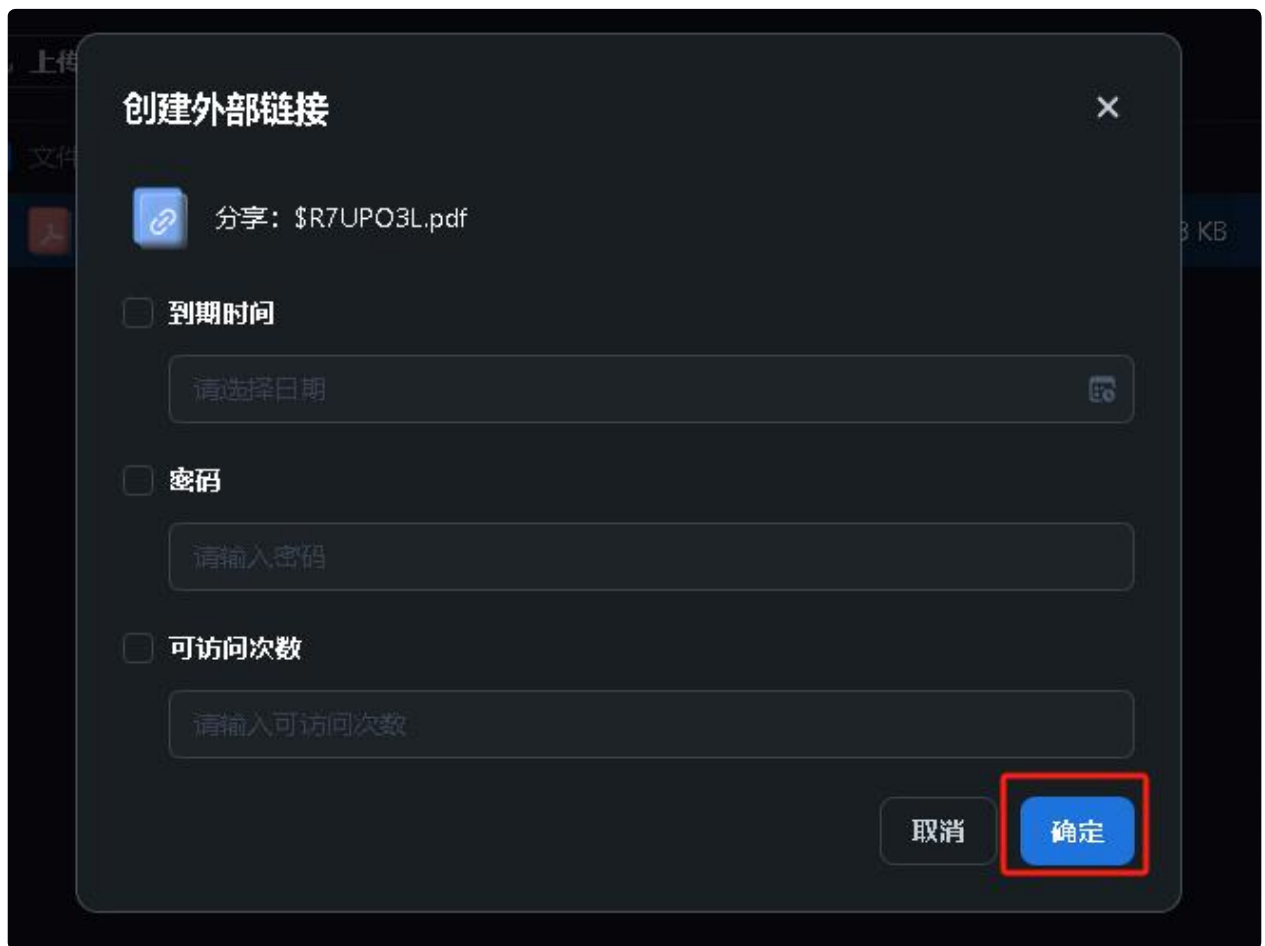 上传
创建外部链接
文件
分享：$R7UPO3L.pdf
3 KB
到期时间
请选择日期
密码
请输入密码
可访问次数
请输入可访问次数
取消
确定